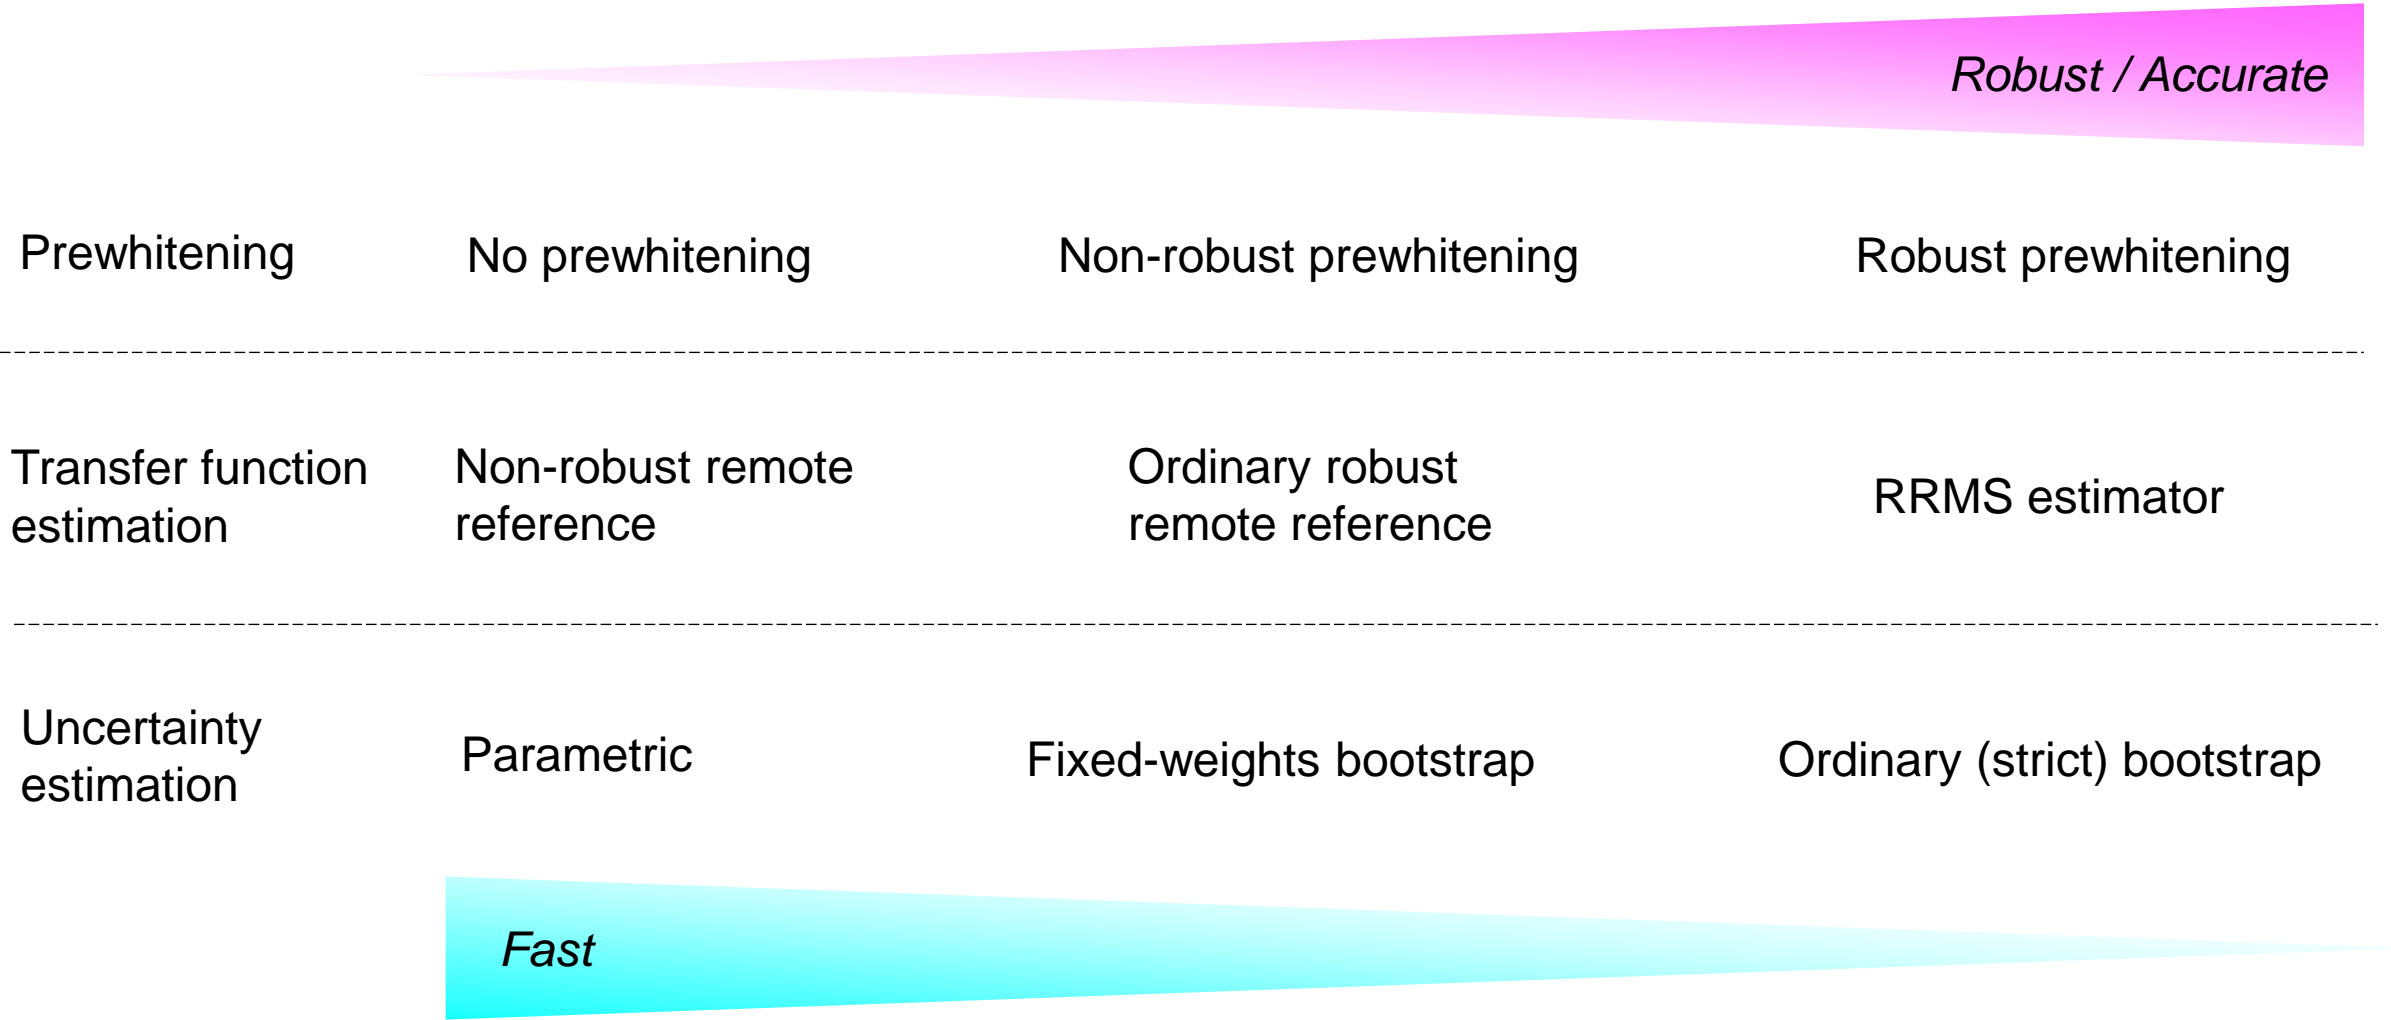 Robust / Accurate
Prewhitening
No prewhitening
Non-robust prewhitening
Robust prewhitening
Transfer function
estimation
Non-robust remote
reference
Ordinary robust
remote reference
RRMS estimator
Uncertainty
estimation
Parametric
Fixed-weights bootstrap
Ordinary (strict) bootstrap
Fast